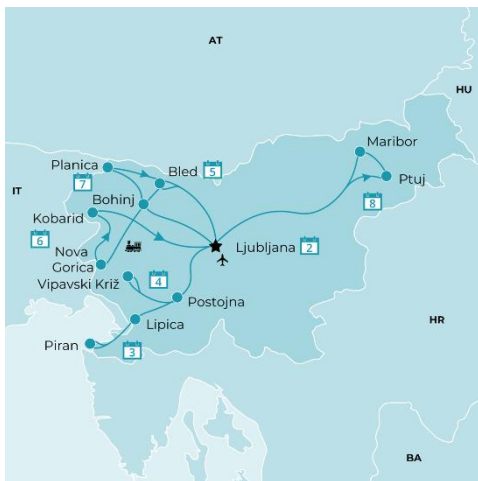 AT
HU
Maribor
Planica
Bled
5
7
Ptuj
IT
Bohinj
8
Kobarid
6
Ljubljana
2
Nova
Gorica
Vipavski Križ
4
Postojna
Lipica
HR
Piran
3
BA